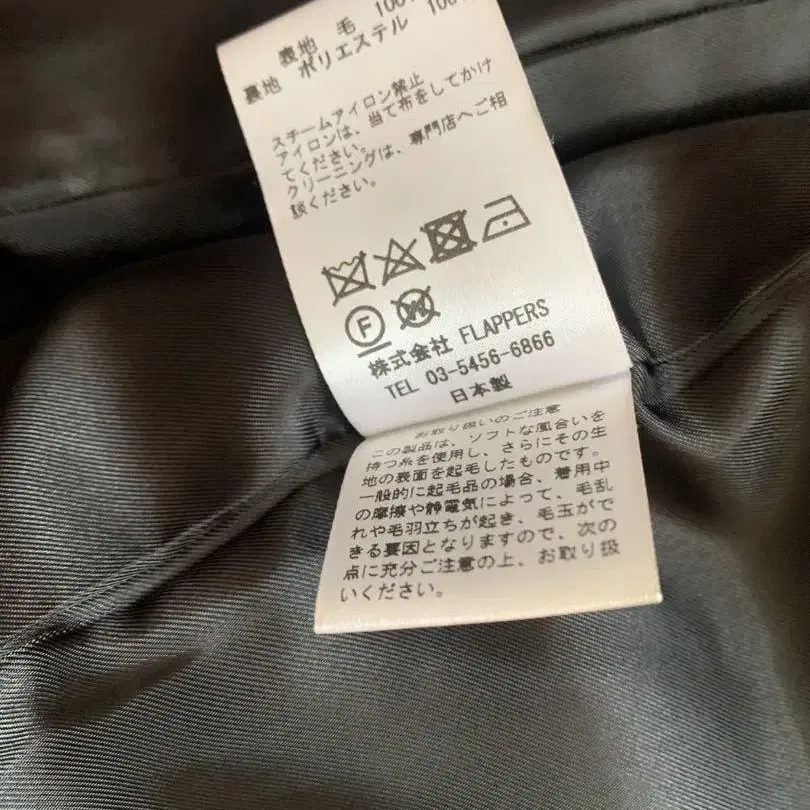 表地 毛 100
裏地 ポリエステル 100
スチームアイロン禁止
アイロンは、当て布をしてかけ
てください。
クリーニングは、専門店へご相
談ください。
F W
株式会社 FLAPPERS
TEL 03-5456-6866
日本製
お取り扱いのご注意
この製品は、ソフトな風合いを
持つ糸を使用し、さらにその生
地の表面を起毛したものです。
一般的に起毛品の場合、着用中
の摩擦や静電気によって、毛乱
れや毛羽立ちが起き、毛玉がで
きる要因となりますので、次の
点に充分ご注意の上、お取り扱
いください。